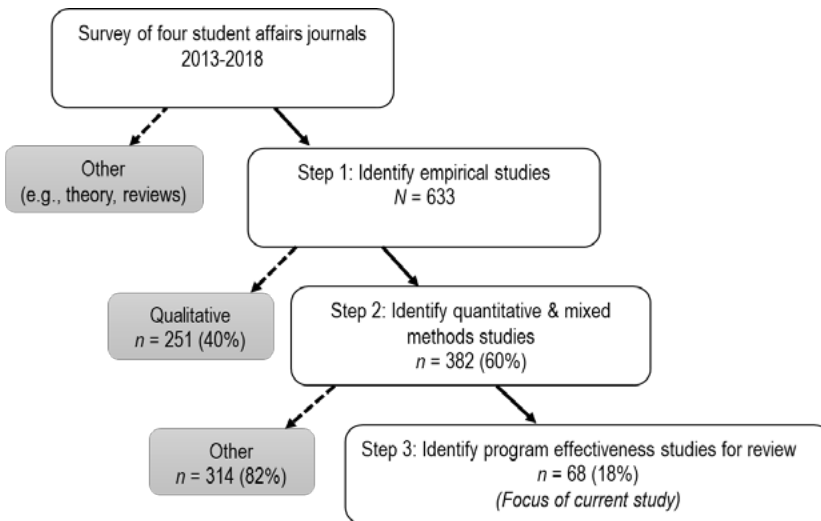 Survey of four student affairs journals
2013-2018
Other
(e.g., theory, reviews)
Step 1: Identify empirical studies
N = 633
Qualitative
n = 251 (40%)
Step 2: Identify quantitative & mixed
methods studies
n = 382 (60%)
Other
n = 314 (82%)
Step 3: Identify program effectiveness studies for review
n = 68 (18%)
(Focus of current study)